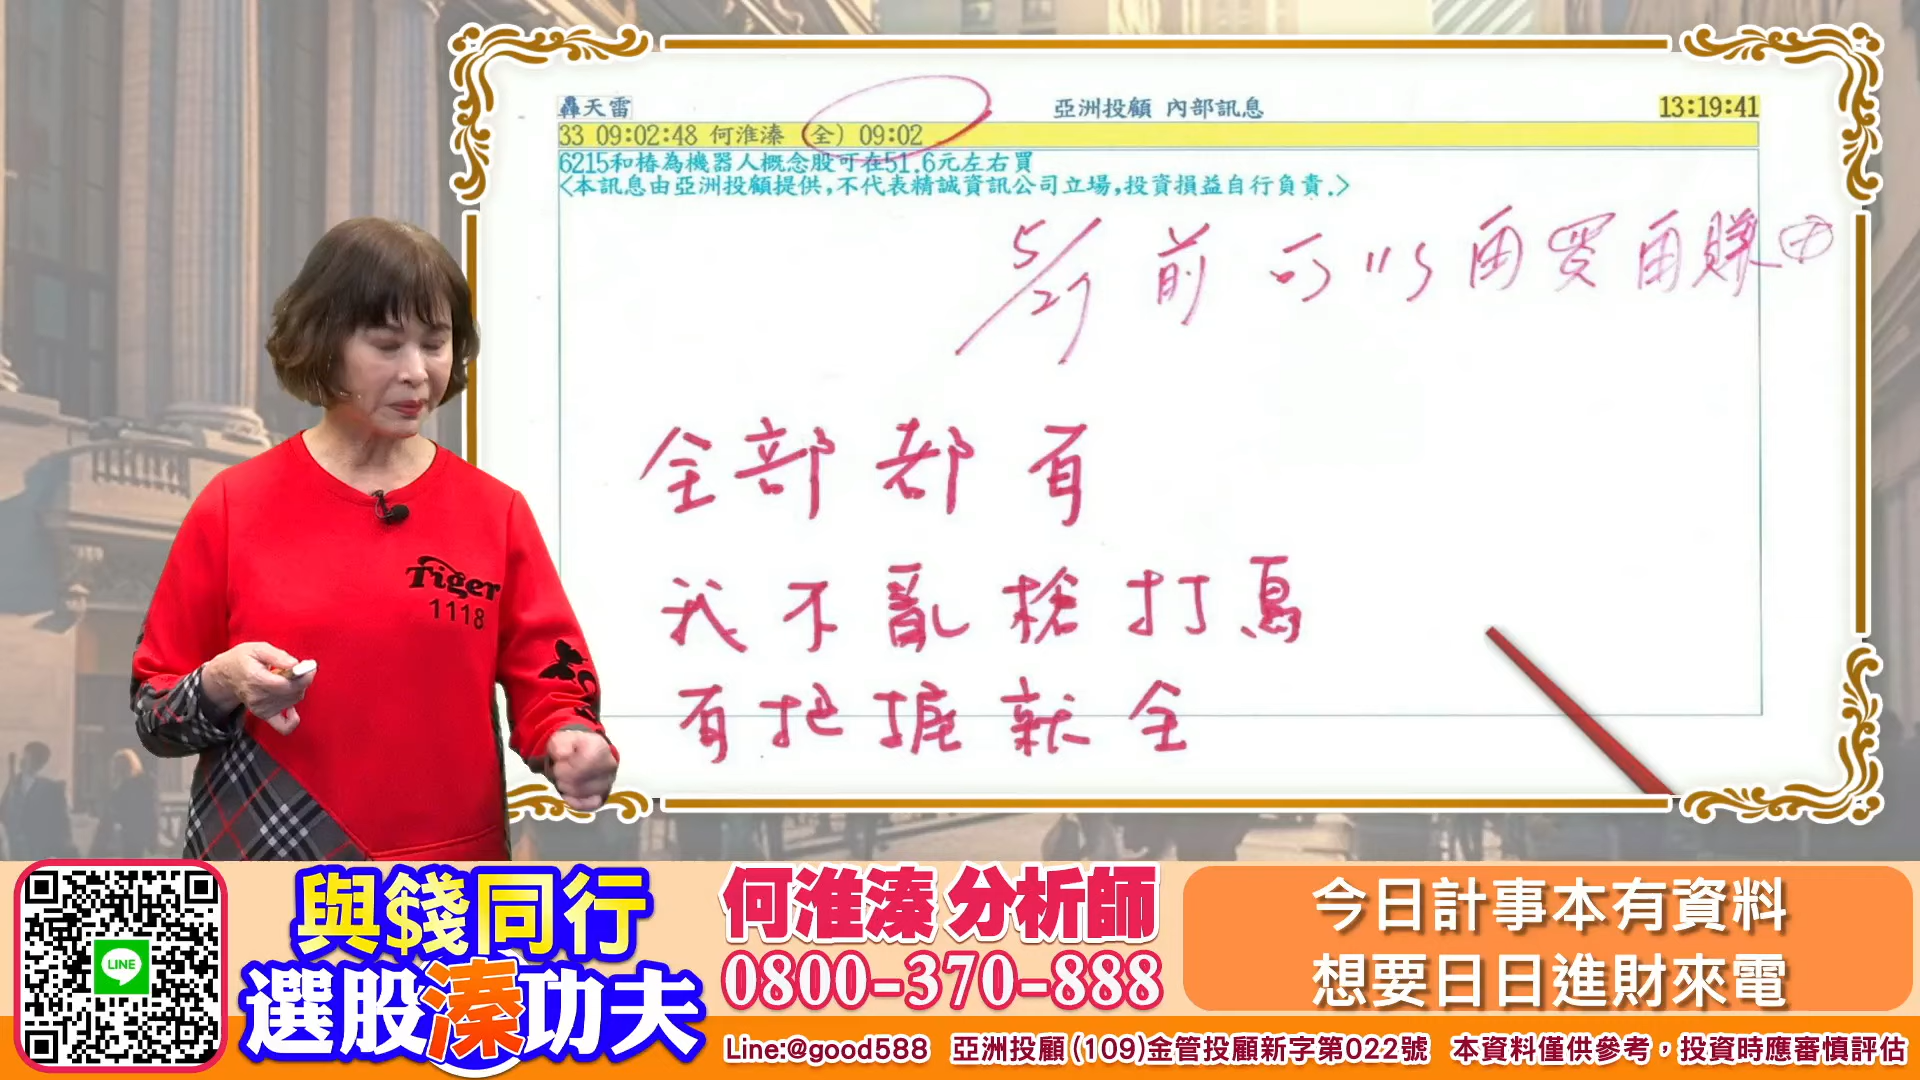 轟天雷 亞洲投顧 內部訊息 13:19:41
33 09:02:48 何淮溱 (全) 09:02
6215和椿為機器人概念股可在51.6元左右買
<本訊息由亞洲投顧提供,不代表精誠資訊公司立場,投資損益自行負責.>
5/27 前可以再買再賺
全部都有
我不亂槍打鳥
有把握就全
Tiger
1118
LINE
與錢同行
選股溱功夫
何淮溱 分析師
0800-370-888
今日計事本有資料
想要日日進財來電
Line:@good588 亞洲投顧 (109)金管投顧新字第022號 本資料僅供參考，投資時應審慎評估